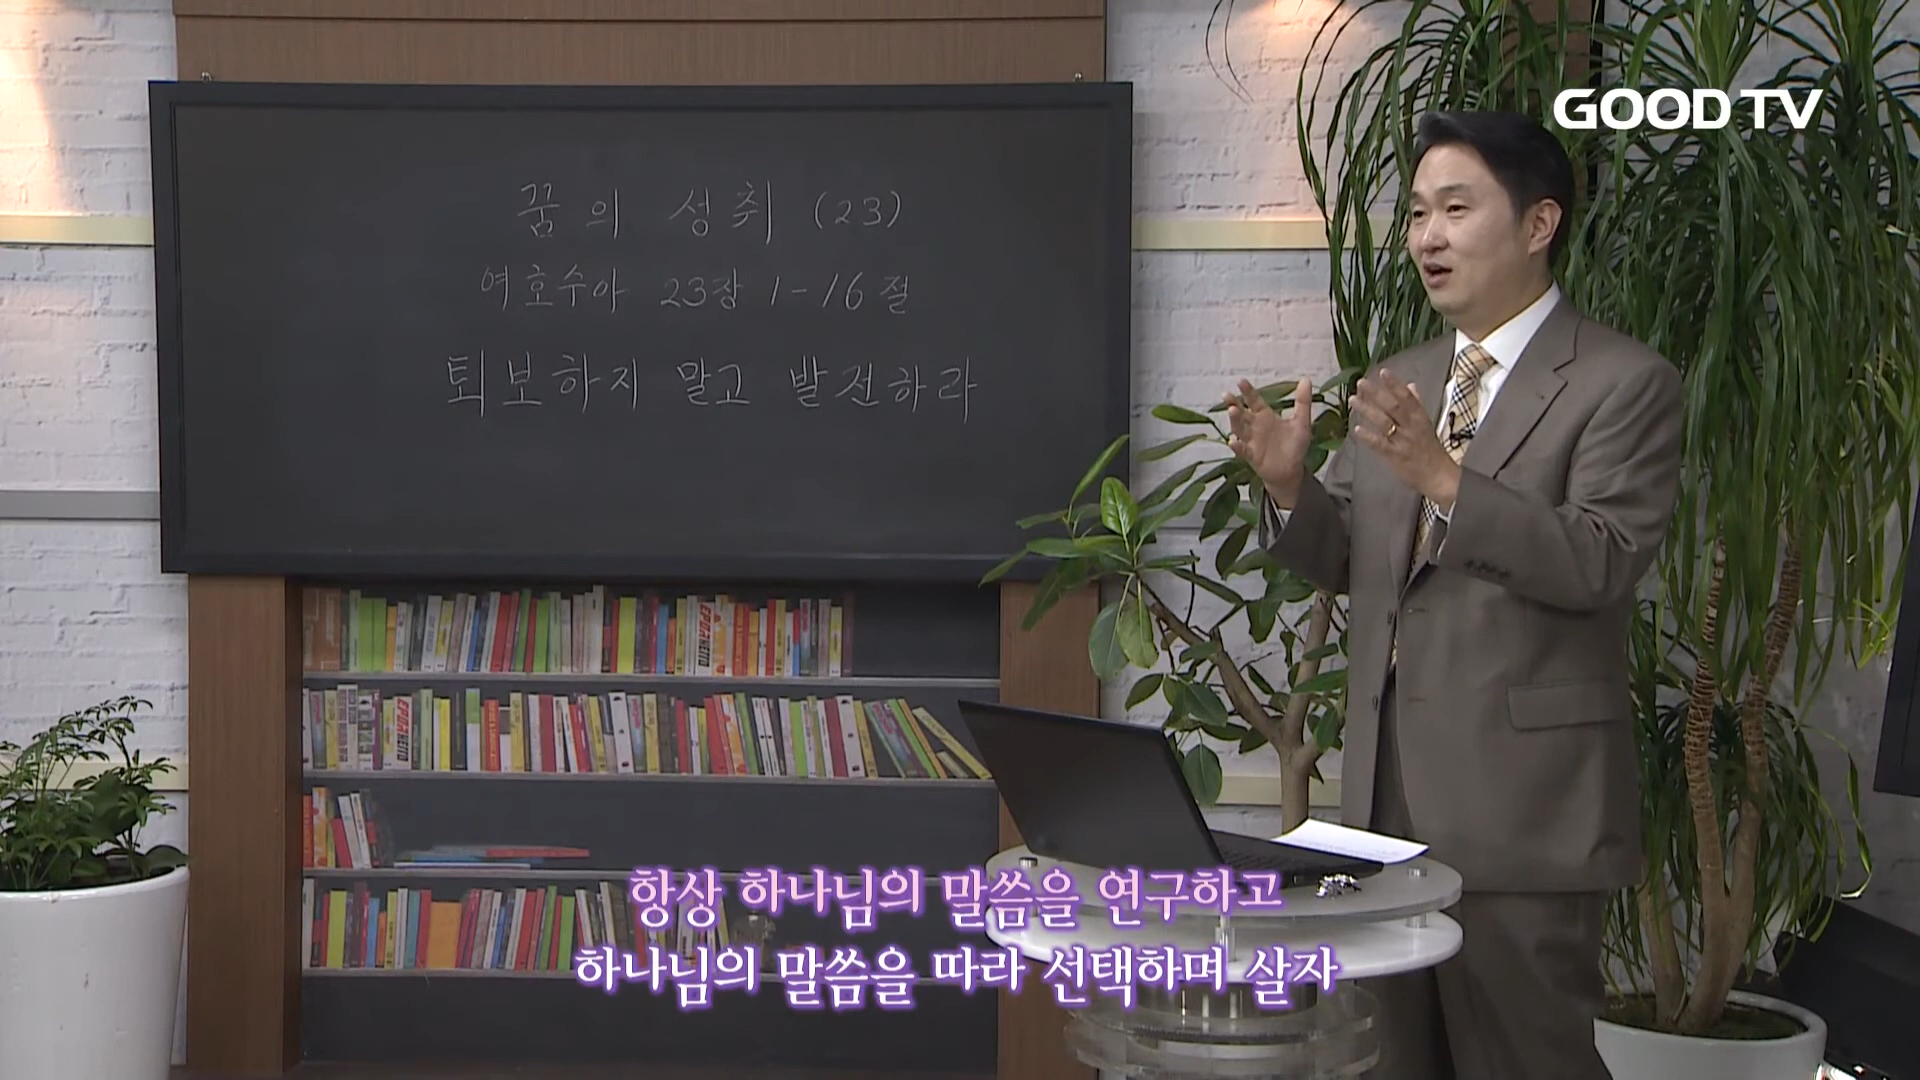 GOOD TV
꿈의 성취 (23)
여호수아 23장 1-16절
퇴보하지 말고 발전하라
항상 하나님의 말씀을 연구하고
하나님의 말씀을 따라 선택하며 살자